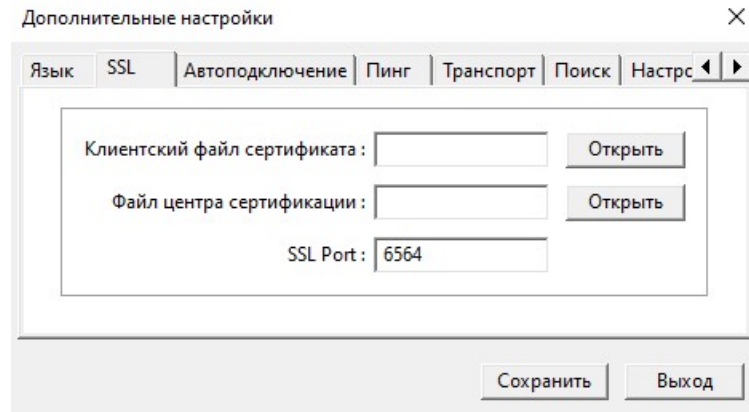 Дополнительные настройки
Язык SSL Автоподключение Пинг Транспорт Поиск Настро
Клиентский файл сертификата : Открыть
Файл центра сертификации : Открыть
SSL Port : 6564
Сохранить Выход